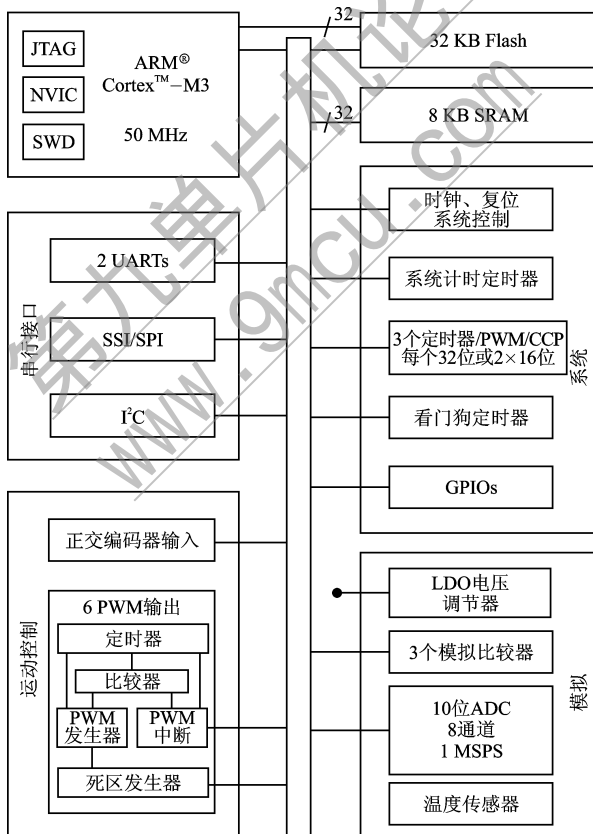 JTAG
NVIC
SWD
ARM®
Cortex™-M3
50 MHz
32
32 KB Flash
32
8 KB SRAM
串行接口
2 UARTs
SSI/SPI
I²C
系统
时钟、复位
系统控制
系统计时定时器
3个定时器/PWM/CCP
每个32位或2×16位
看门狗定时器
GPIOs
运动控制
正交编码器输入
6 PWM输出
定时器
比较器
PWM
发生器
PWM
中断
死区发生器
模拟
LDO电压
调节器
3个模拟比较器
10位ADC
8通道
1 MSPS
温度传感器
第九单片机论
www.9mcu.com